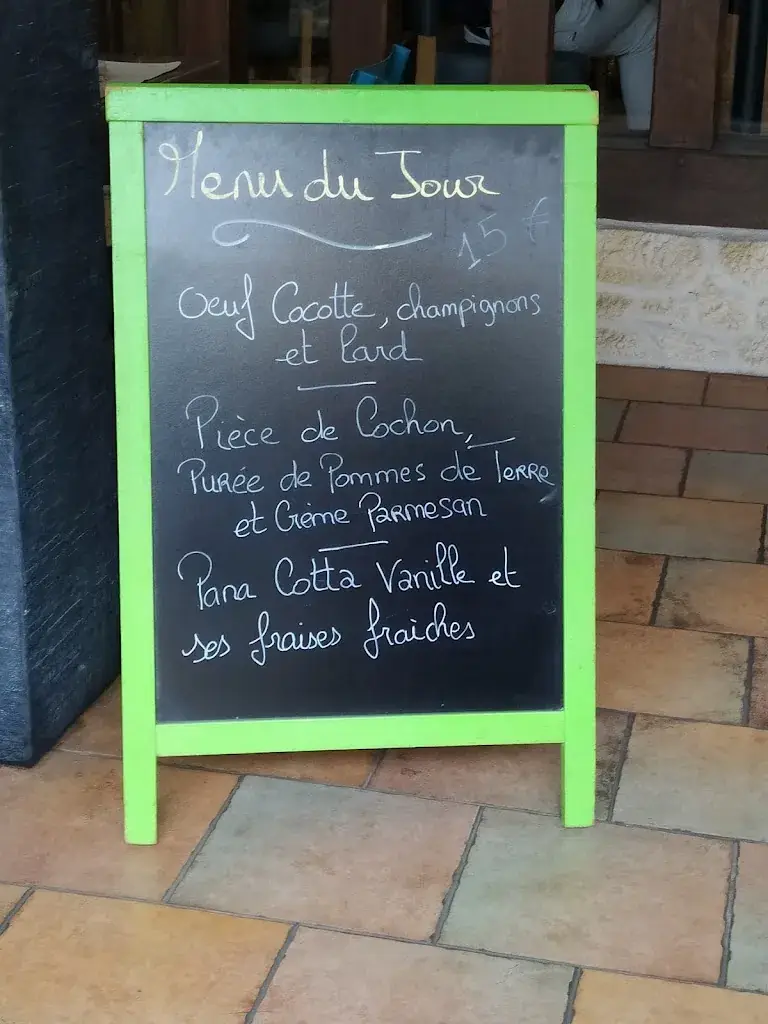 Menu du Jour
15 €
Oeuf Cocotte, champignons
et lard
Pièce de Cochon,
Purée de Pommes de Terre
et Crème Parmesan
Pana Cotta Vanille et
ses fraises fraîches